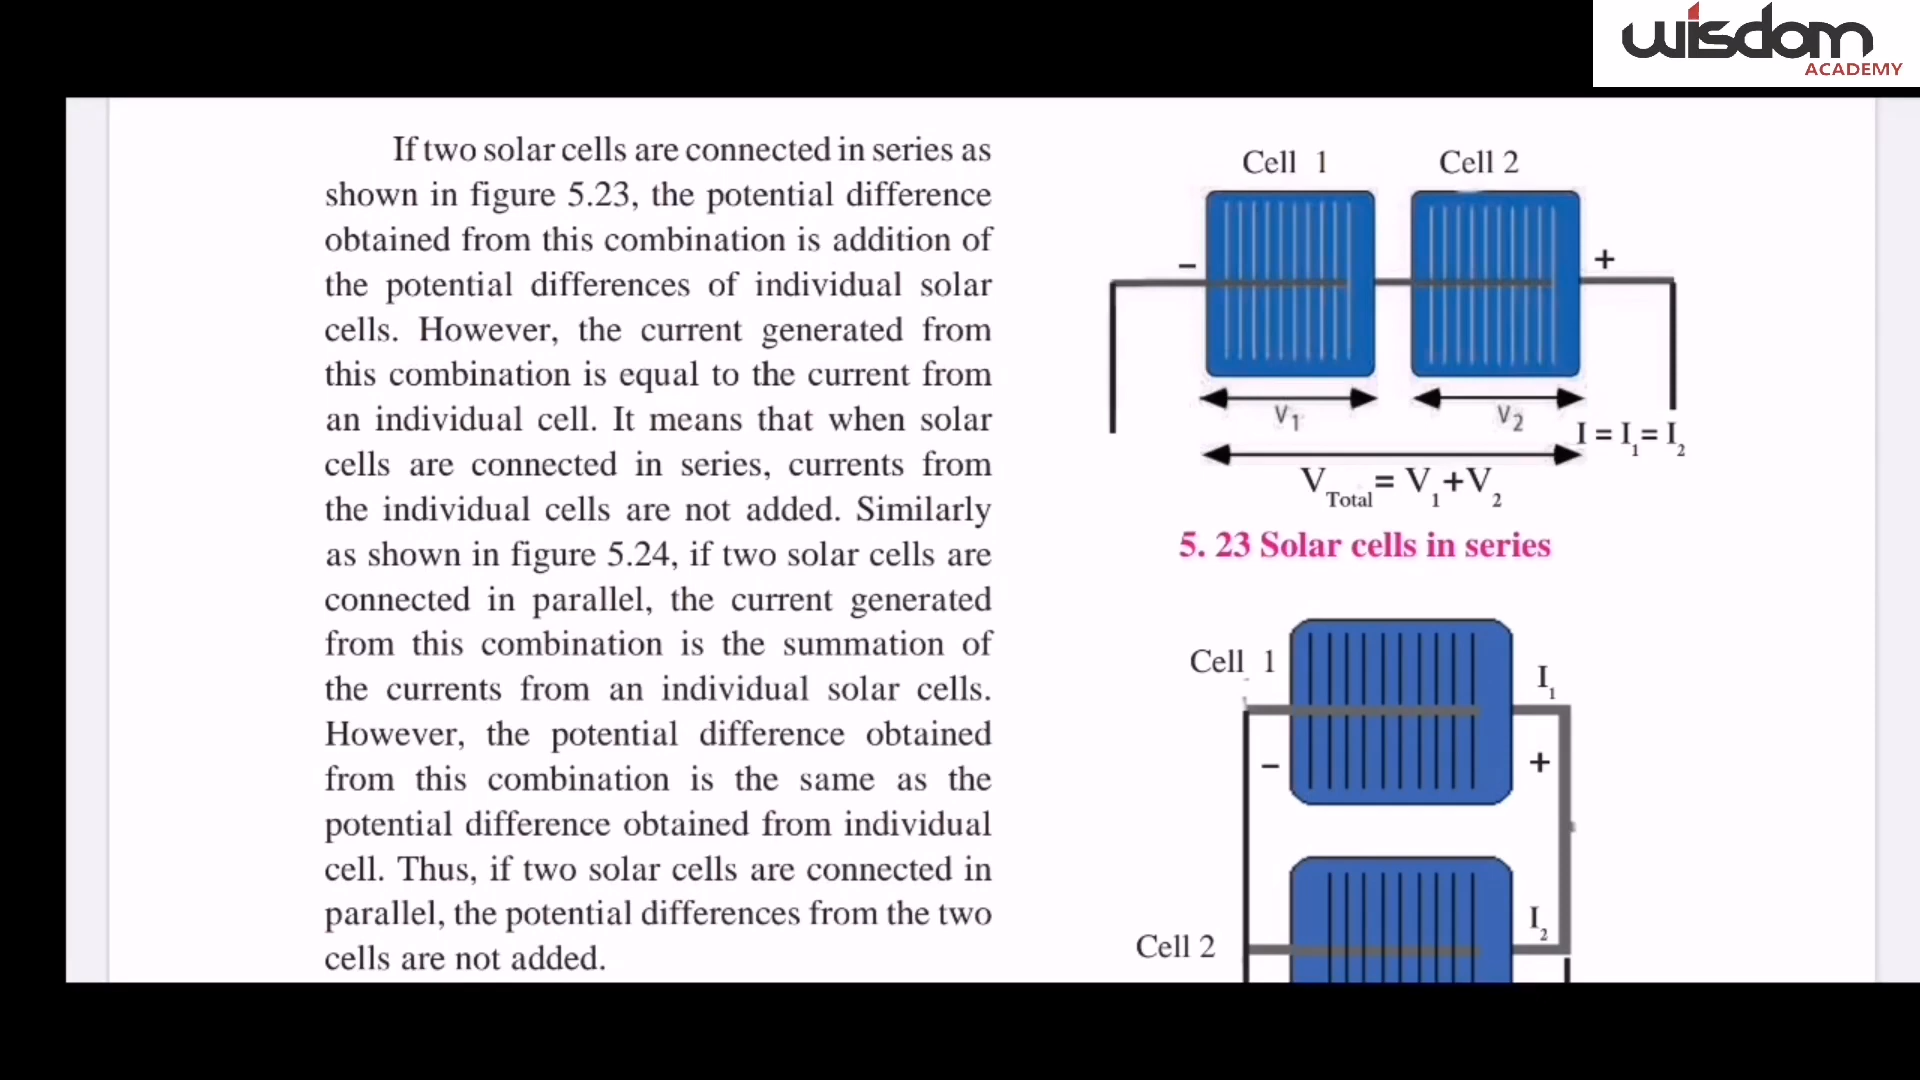 wisdom
ACADEMY
If two solar cells are connected in series as
shown in figure 5.23, the potential difference
obtained from this combination is addition of
the potential differences of individual solar
cells. However, the current generated from
this combination is equal to the current from
an individual cell. It means that when solar
cells are connected in series, currents from
the individual cells are not added. Similarly
as shown in figure 5.24, if two solar cells are
connected in parallel, the current generated
from this combination is the summation of
the currents from an individual solar cells.
However, the potential difference obtained
from this combination is the same as the
potential difference obtained from individual
cell. Thus, if two solar cells are connected in
parallel, the potential differences from the two
cells are not added.
Cell 1 Cell 2
– +
V₁ V₂
I = I₁ = I₂
V Total = V₁+V₂
5. 23 Solar cells in series
Cell 1 I₁
– +
Cell 2 I₂